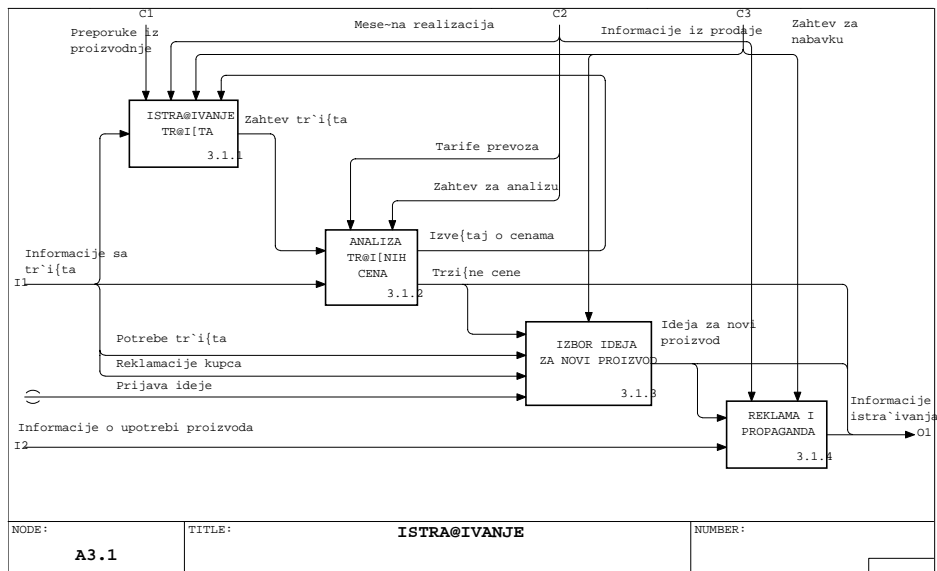 C1
C2
C3
Preporuke iz
proizvodnje
Mese~na realizacija
Informacije iz prodaje
Zahtev za
nabavku
ISTRA@IVANJE
TR@I[TA
3.1.1
Zahtev tr`i{ta
Tarife prevoza
Zahtev za analizu
ANALIZA
TR@I[NIH
CENA
3.1.2
Izve{taj o cenama
Informacije sa
tr`i{ta
I1
Trzi{ne cene
Potrebe tr`i{ta
Reklamacije kupca
Prijava ideje
IZBOR IDEJA
ZA NOVI PROIZVOD
3.1.3
Ideja za novi
proizvod
REKLAMA I
PROPAGANDA
3.1.4
Informacije
istra`ivanja
O1
Informacije o upotrebi proizvoda
I2
NODE:
A3.1
TITLE:
ISTRA@IVANJE
NUMBER: